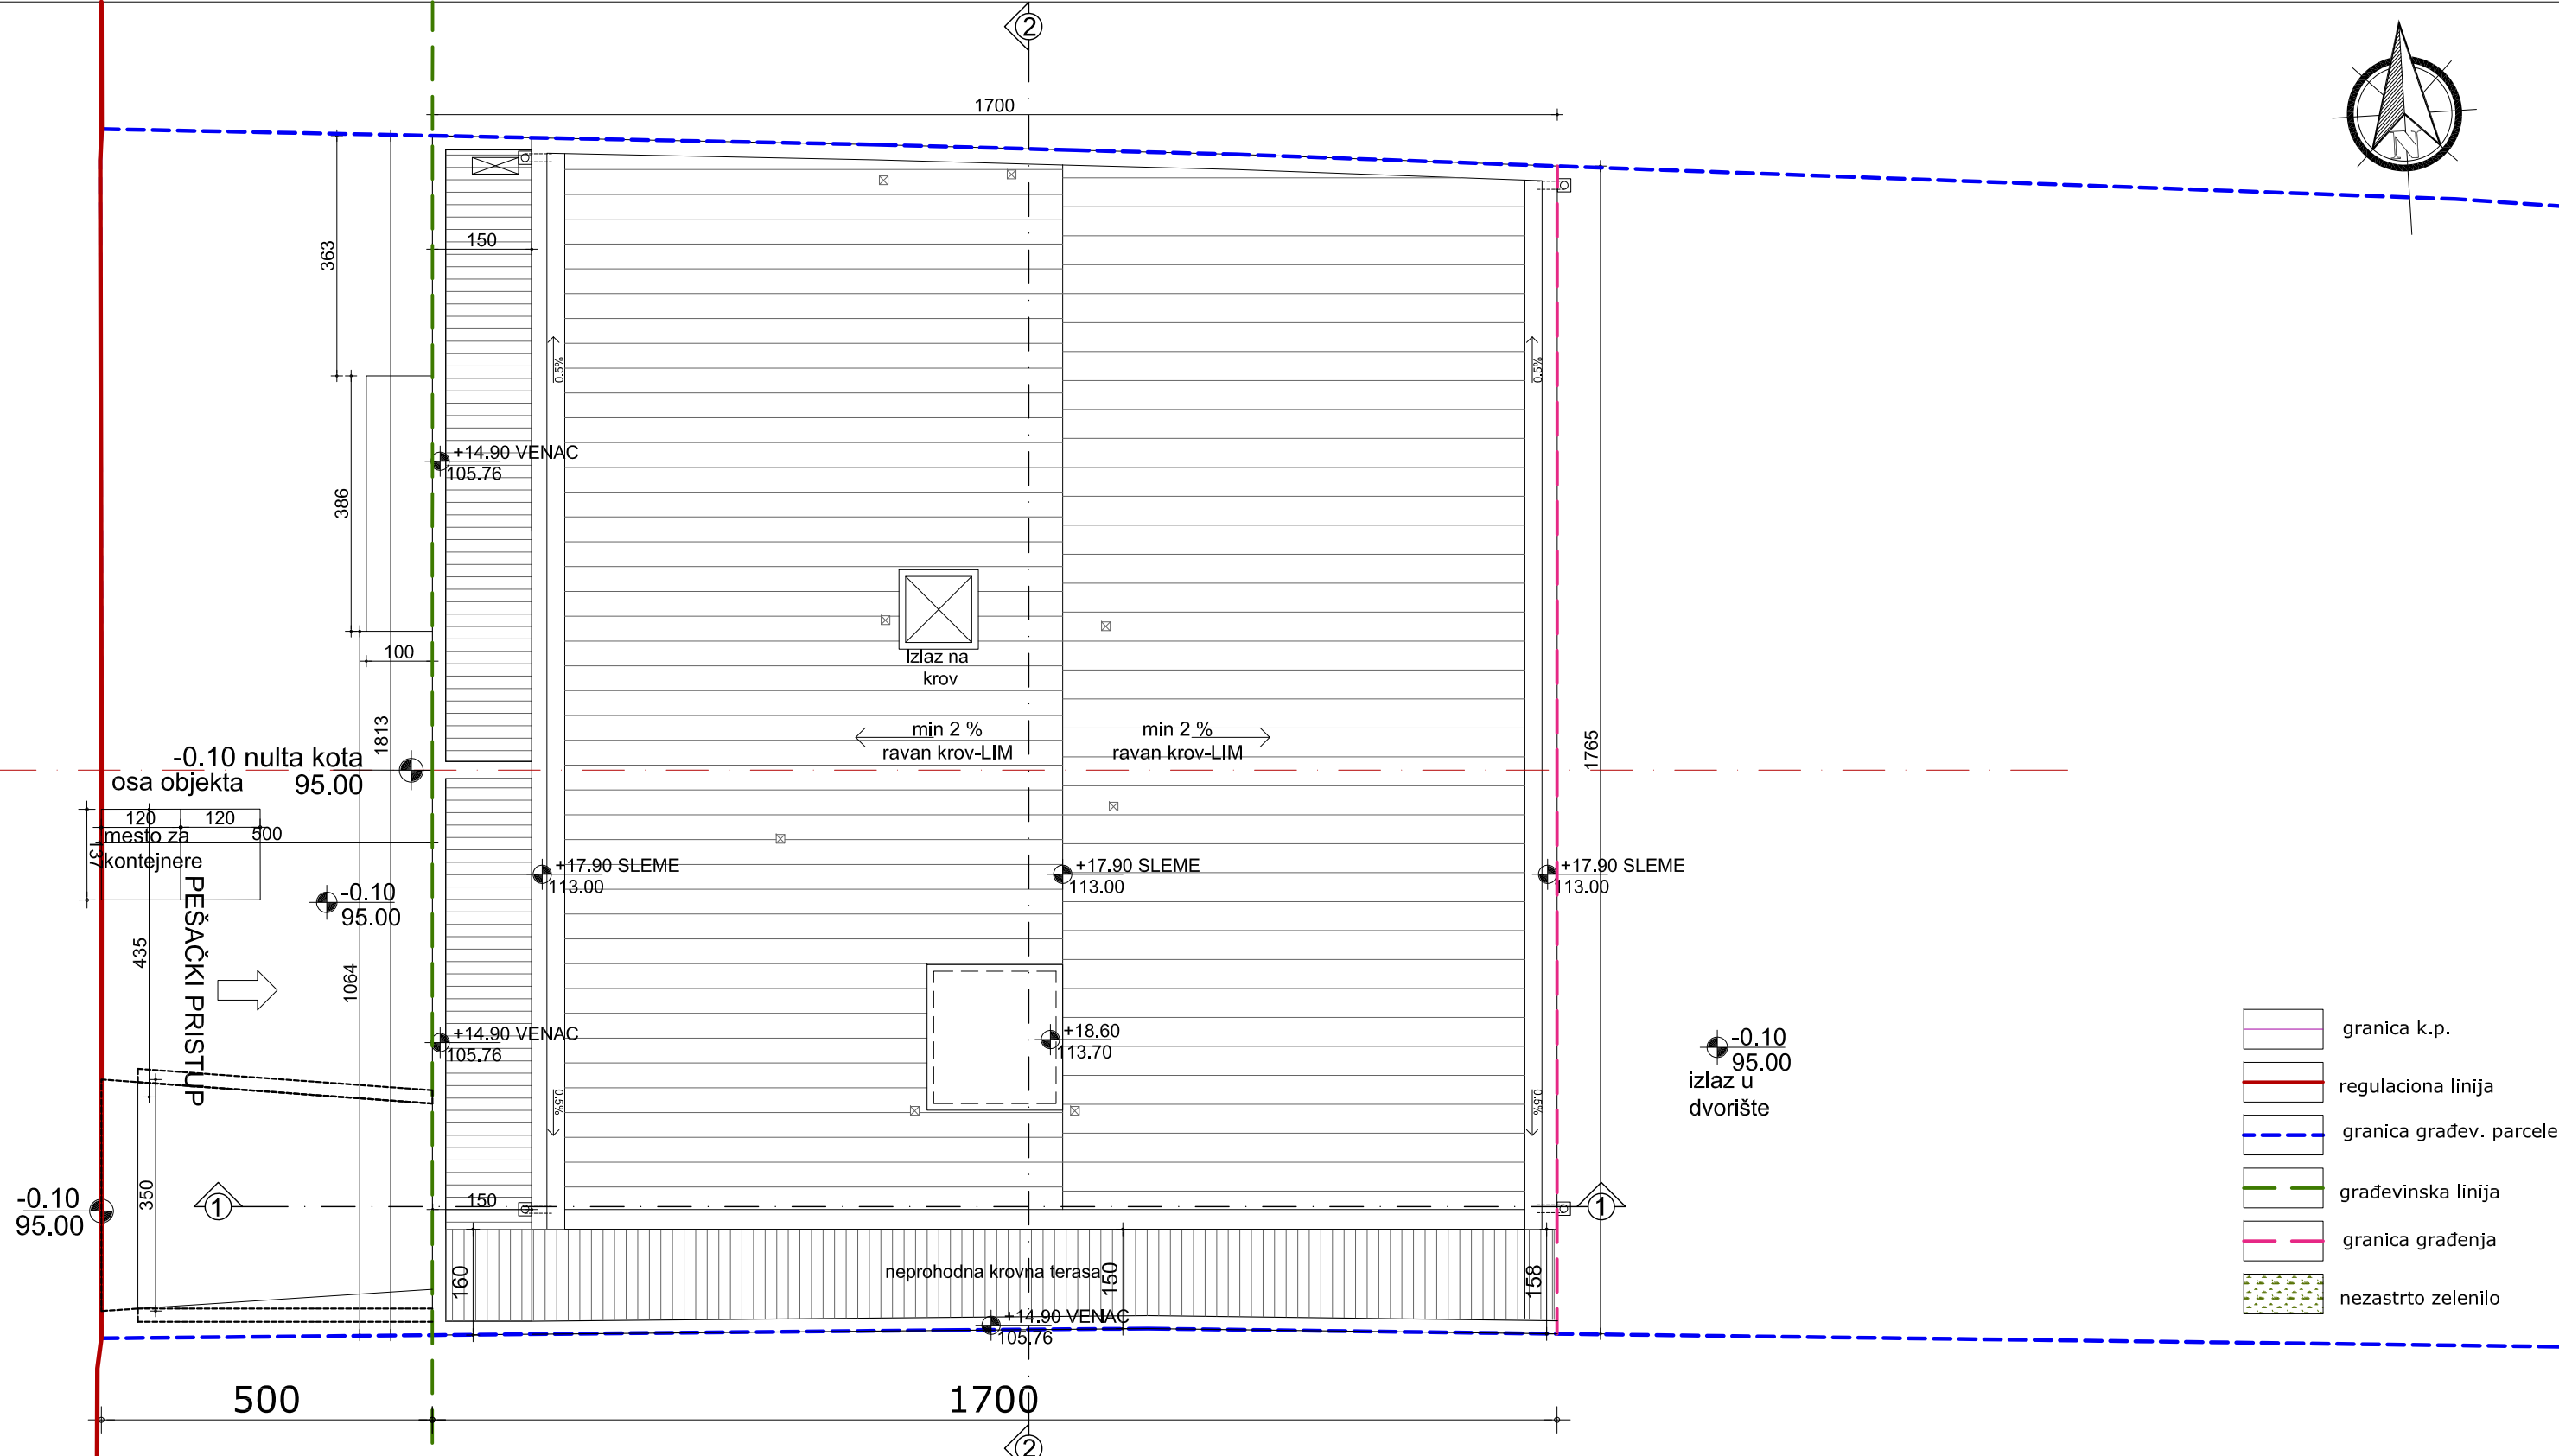 2
1700
N
150
363
0.5%
0.5%
+14.90 VENAC
105.76
386
izlaz na
krov
100
1813
min 2 %
ravan krov-LIM
min 2 %
ravan krov-LIM
1765
-0.10 nulta kota
95.00
osa objekta
120
120
500
mesto za
kontejnere
137
+17.90 SLEME
113.00
+17.90 SLEME
113.00
+17.90 SLEME
113.00
-0.10
95.00
PEŠAČKI PRISTUP
435
1064
+14.90 VENAC
105.76
+18.60
113.70
-0.10
95.00
izlaz u
dvorište
0.5%
0.5%
350
-0.10
95.00
1
150
1
160
neprohodna krovna terasa
150
158
+14.90 VENAC
105.76
500
1700
2
granica k.p.
regulaciona linija
granica građev. parcele
građevinska linija
granica građenja
nezastrto zelenilo